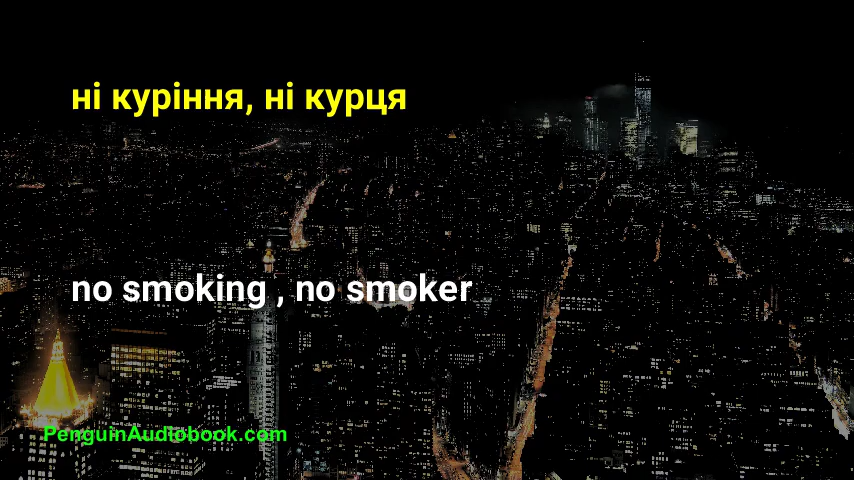 ні куріння, ні курця
no smoking , no smoker
PenguinAudiobook.com